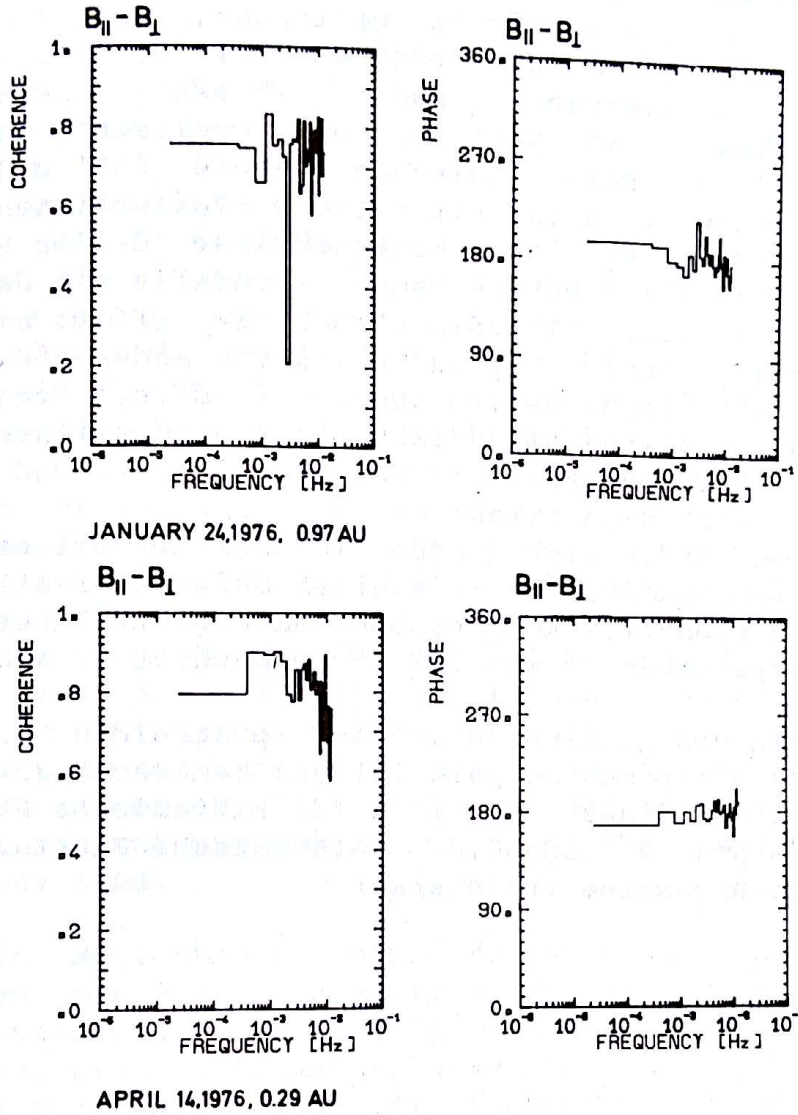 B|| – B⊥
1.
.8
.6
.4
.2
.0
COHERENCE
10⁻⁶ 10⁻⁵ 10⁻⁴ 10⁻³ 10⁻² 10⁻¹
FREQUENCY [Hz]
B|| – B⊥
360.
270.
180.
90.
0.
PHASE
10⁻⁶ 10⁻⁵ 10⁻⁴ 10⁻³ 10⁻² 10⁻¹
FREQUENCY [Hz]
JANUARY 24,1976, 0.97 AU
B|| – B⊥
1.
.8
.6
.4
.2
.0
COHERENCE
10⁻⁶ 10⁻⁵ 10⁻⁴ 10⁻³ 10⁻² 10⁻¹
FREQUENCY [Hz]
B|| – B⊥
360.
270.
180.
90.
0.
PHASE
10⁻⁶ 10⁻⁵ 10⁻⁴ 10⁻³ 10⁻² 10⁻¹
FREQUENCY [Hz]
APRIL 14,1976, 0.29 AU